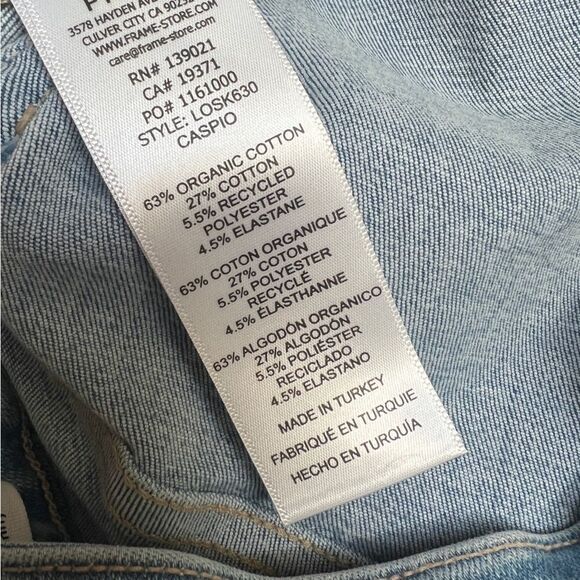 3578 HAYDEN AVE
CULVER CITY CA 90232
WWW.FRAME-STORE.COM
care@frame-store.com
RN# 139021
CA# 19371
PO# 1161000
STYLE: LOSK630
CASPIO
63% ORGANIC COTTON
27% COTTON
5.5% RECYCLED
POLYESTER
4.5% ELASTANE
63% COTON ORGANIQUE
27% COTON
5.5% POLYESTER
RECYCLÉ
4.5% ÉLASTHANNE
63% ALGODÓN ORGANICO
27% ALGODÓN
5.5% POLIÉSTER
RECICLADO
4.5% ELASTANO
MADE IN TURKEY
FABRIQUÉ EN TURQUIE
HECHO EN TURQUÍA